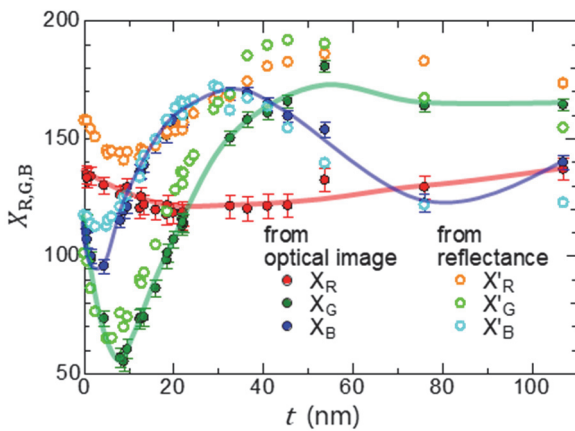 200
150
100
50
X_R,G,B
from optical image
X_R
X_G
X_B
from reflectance
X'_R
X'_G
X'_B
0 20 40 60 80 100
t (nm)